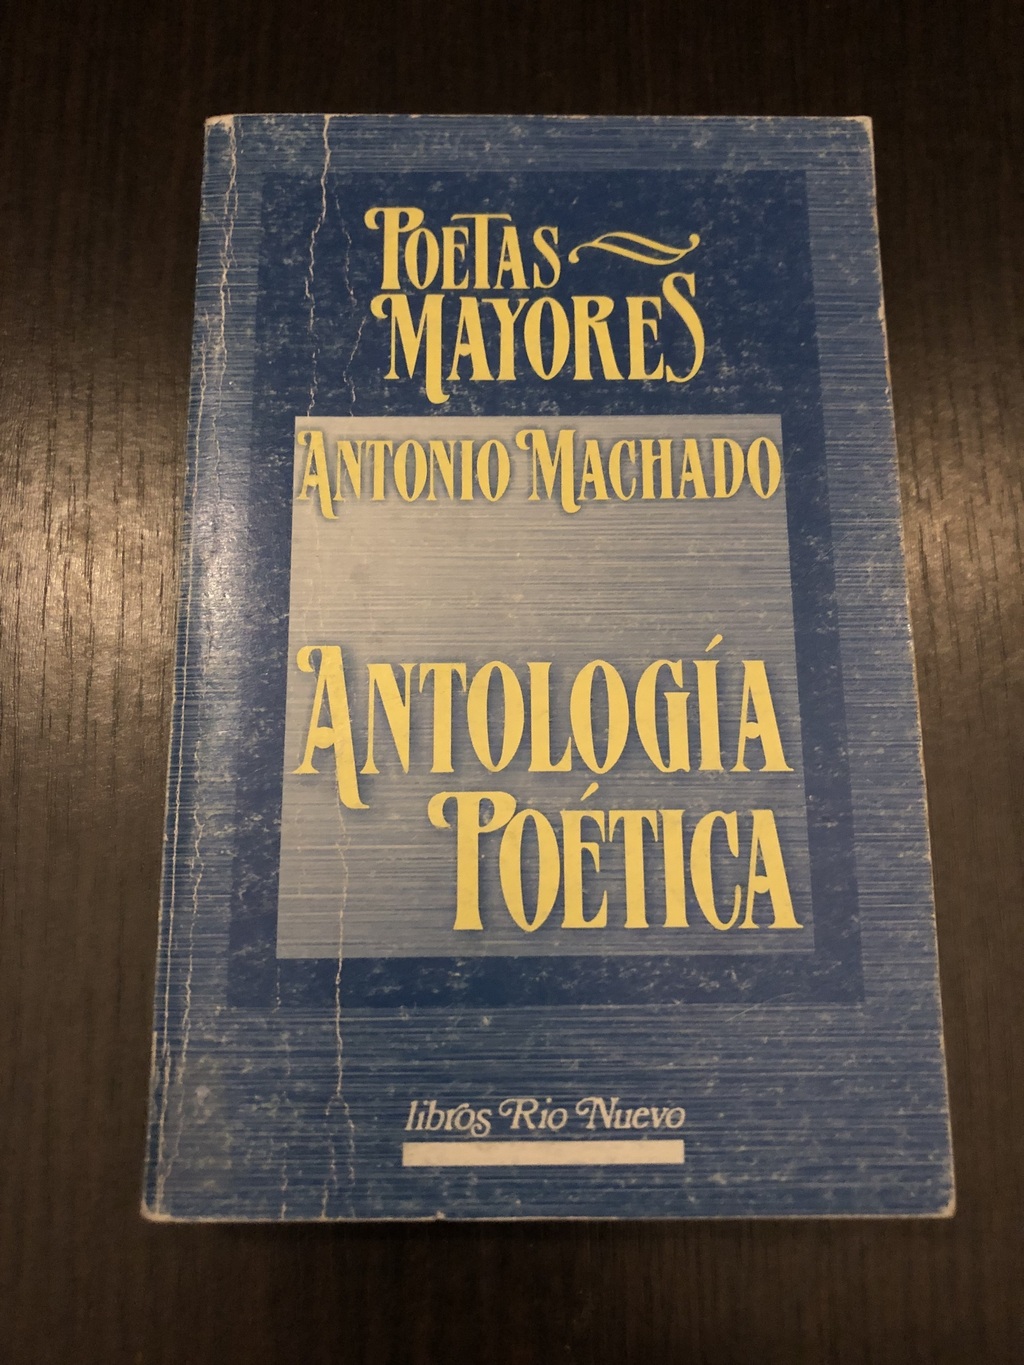 POETAS
MAYORES
ANTONIO MACHADO
ANTOLOGÍA
POÉTICA
libros Rio Nuevo